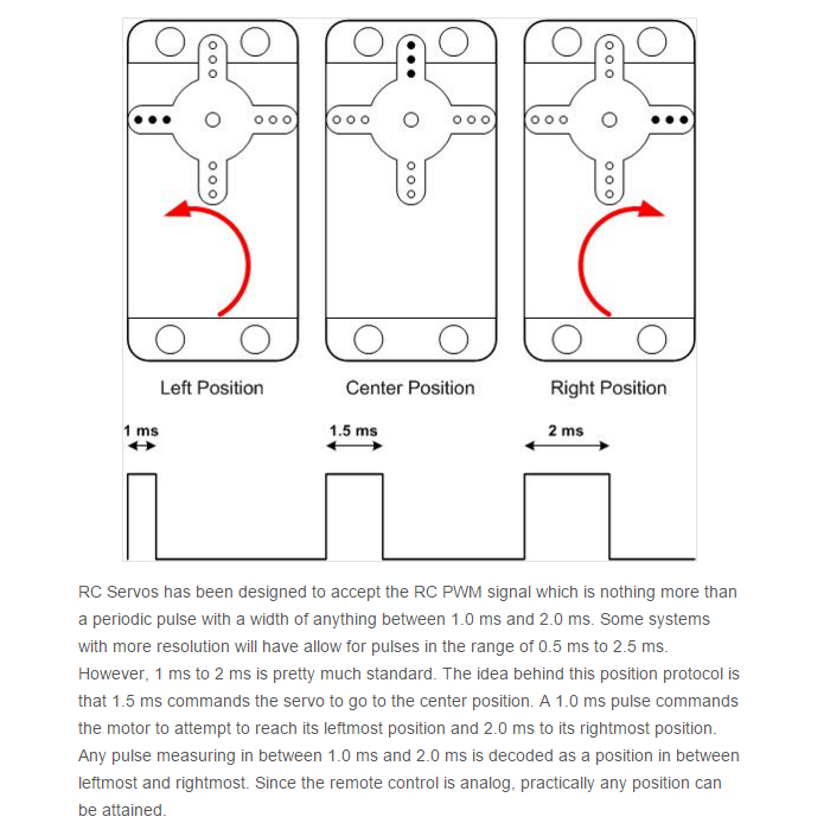 Left Position
Center Position
Right Position
1 ms
1.5 ms
2 ms
RC Servos has been designed to accept the RC PWM signal which is nothing more than
a periodic pulse with a width of anything between 1.0 ms and 2.0 ms. Some systems
with more resolution will have allow for pulses in the range of 0.5 ms to 2.5 ms.
However, 1 ms to 2 ms is pretty much standard. The idea behind this position protocol is
that 1.5 ms commands the servo to go to the center position. A 1.0 ms pulse commands
the motor to attempt to reach its leftmost position and 2.0 ms to its rightmost position.
Any pulse measuring in between 1.0 ms and 2.0 ms is decoded as a position in between
leftmost and rightmost. Since the remote control is analog, practically any position can
be attained.